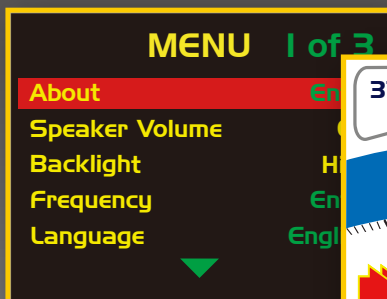 MENU 1 of 3
About
Speaker Volume
Backlight
Frequency
Language